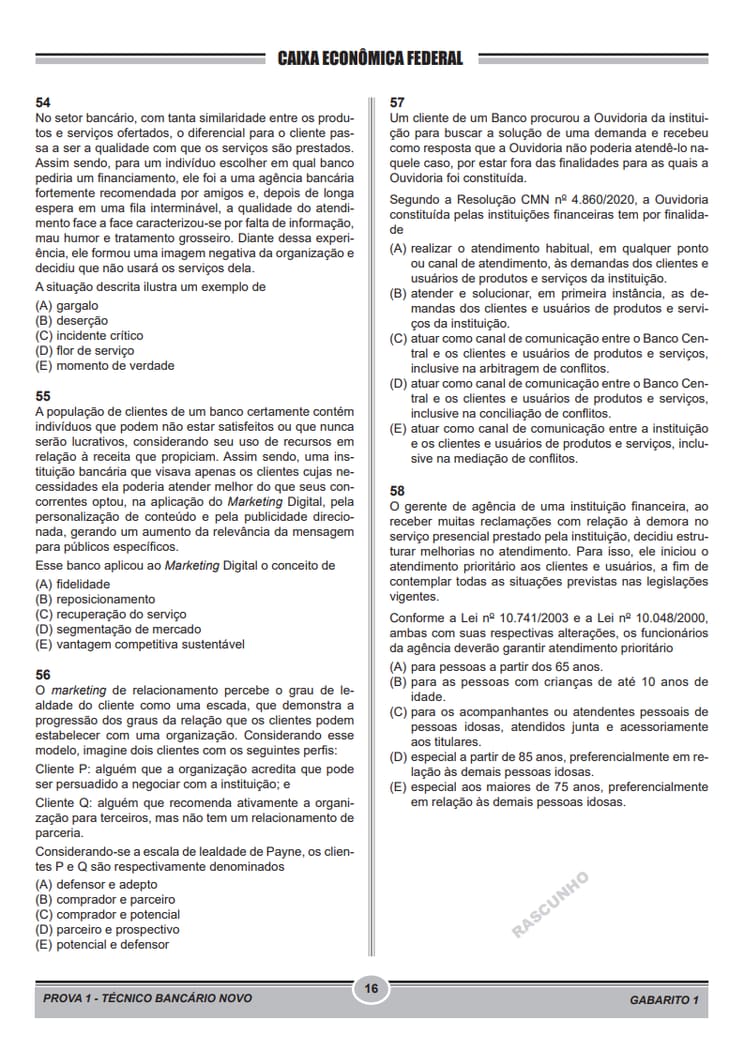 CAIXA ECONÔMICA FEDERAL
54
No setor bancário, com tanta similaridade entre os produ-
tos e serviços ofertados, o diferencial para o cliente pas-
sa a ser a qualidade com que os serviços são prestados.
Assim sendo, para um indivíduo escolher em qual banco
pediria um financiamento, ele foi a uma agência bancária
fortemente recomendada por amigos e, depois de longa
espera em uma fila interminável, a qualidade do atendi-
mento face a face caracterizou-se por falta de informação,
mau humor e tratamento grosseiro. Diante dessa experi-
ência, ele formou uma imagem negativa da organização e
decidiu que não usará os serviços dela.
A situação descrita ilustra um exemplo de
(A) gargalo
(B) deserção
(C) incidente crítico
(D) flor de serviço
(E) momento de verdade
55
A população de clientes de um banco certamente contém
indivíduos que podem não estar satisfeitos ou que nunca
serão lucrativos, considerando seu uso de recursos em
relação à receita que propiciam. Assim sendo, uma ins-
tituição bancária que visava apenas os clientes cujas ne-
cessidades ela poderia atender melhor do que seus con-
correntes optou, na aplicação do Marketing Digital, pela
personalização de conteúdo e pela publicidade direcio-
nada, gerando um aumento da relevância da mensagem
para públicos específicos.
Esse banco aplicou ao Marketing Digital o conceito de
(A) fidelidade
(B) reposicionamento
(C) recuperação do serviço
(D) segmentação de mercado
(E) vantagem competitiva sustentável
56
O marketing de relacionamento percebe o grau de le-
aldade do cliente como uma escada, que demonstra a
progressão dos graus da relação que os clientes podem
estabelecer com uma organização. Considerando esse
modelo, imagine dois clientes com os seguintes perfis:
Cliente P: alguém que a organização acredita que pode
ser persuadido a negociar com a instituição; e
Cliente Q: alguém que recomenda ativamente a organi-
zação para terceiros, mas não tem um relacionamento de
parceria.
Considerando-se a escala de lealdade de Payne, os clien-
tes P e Q são respectivamente denominados
(A) defensor e adepto
(B) comprador e parceiro
(C) comprador e potencial
(D) parceiro e prospectivo
(E) potencial e defensor
57
Um cliente de um Banco procurou a Ouvidoria da institui-
ção para buscar a solução de uma demanda e recebeu
como resposta que a Ouvidoria não poderia atendê-lo na-
quele caso, por estar fora das finalidades para as quais a
Ouvidoria foi constituída.
Segundo a Resolução CMN nº 4.860/2020, a Ouvidoria
constituída pelas instituições financeiras tem por finalida-
de
(A) realizar o atendimento habitual, em qualquer ponto
ou canal de atendimento, às demandas dos clientes e
usuários de produtos e serviços da instituição.
(B) atender e solucionar, em primeira instância, as de-
mandas dos clientes e usuários de produtos e servi-
ços da instituição.
(C) atuar como canal de comunicação entre o Banco Cen-
tral e os clientes e usuários de produtos e serviços,
inclusive na arbitragem de conflitos.
(D) atuar como canal de comunicação entre o Banco Cen-
tral e os clientes e usuários de produtos e serviços,
inclusive na conciliação de conflitos.
(E) atuar como canal de comunicação entre a instituição
e os clientes e usuários de produtos e serviços, inclu-
sive na mediação de conflitos.
58
O gerente de agência de uma instituição financeira, ao
receber muitas reclamações com relação à demora no
serviço presencial prestado pela instituição, decidiu estru-
turar melhorias no atendimento. Para isso, ele iniciou o
atendimento prioritário aos clientes e usuários, a fim de
contemplar todas as situações previstas nas legislações
vigentes.
Conforme a Lei nº 10.741/2003 e a Lei nº 10.048/2000,
ambas com suas respectivas alterações, os funcionários
da agência deverão garantir atendimento prioritário
(A) para pessoas a partir dos 65 anos.
(B) para as pessoas com crianças de até 10 anos de
idade.
(C) para os acompanhantes ou atendentes pessoais de
pessoas idosas, atendidos junta e acessoriamente
aos titulares.
(D) especial a partir de 85 anos, preferencialmente em re-
lação às demais pessoas idosas.
(E) especial aos maiores de 75 anos, preferencialmente
em relação às demais pessoas idosas.
RASCUNHO
PROVA 1 - TÉCNICO BANCÁRIO NOVO
16
GABARITO 1